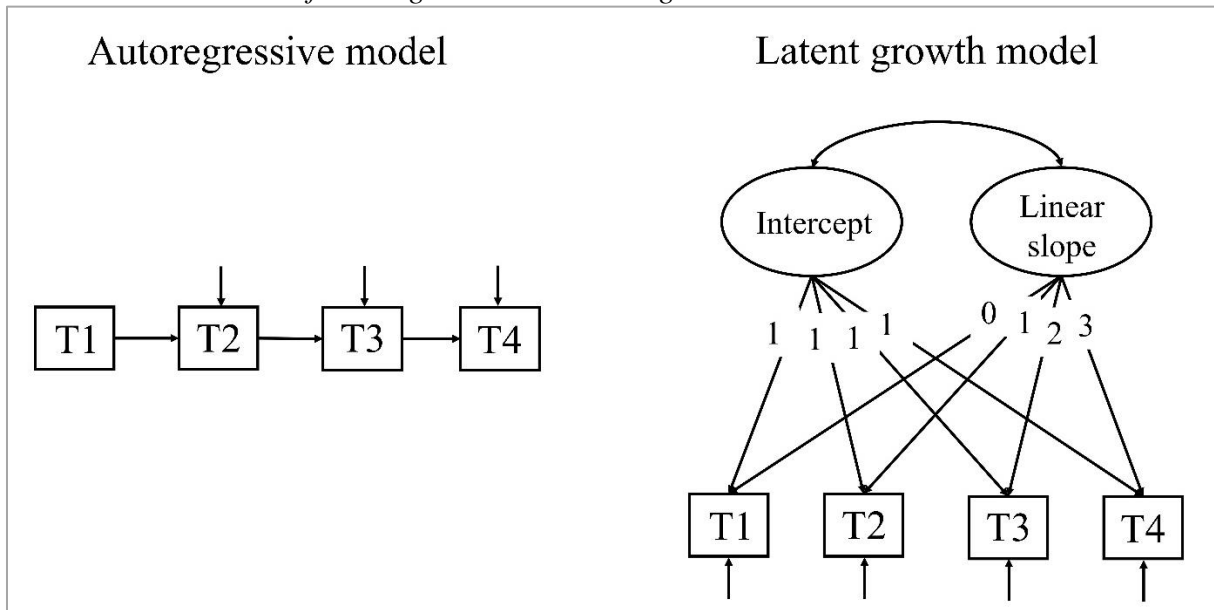 Autoregressive model
Latent growth model
Intercept
Linear
slope
1 1 1 1 0 1 2 3
T1 T2 T3 T4
T1 T2 T3 T4